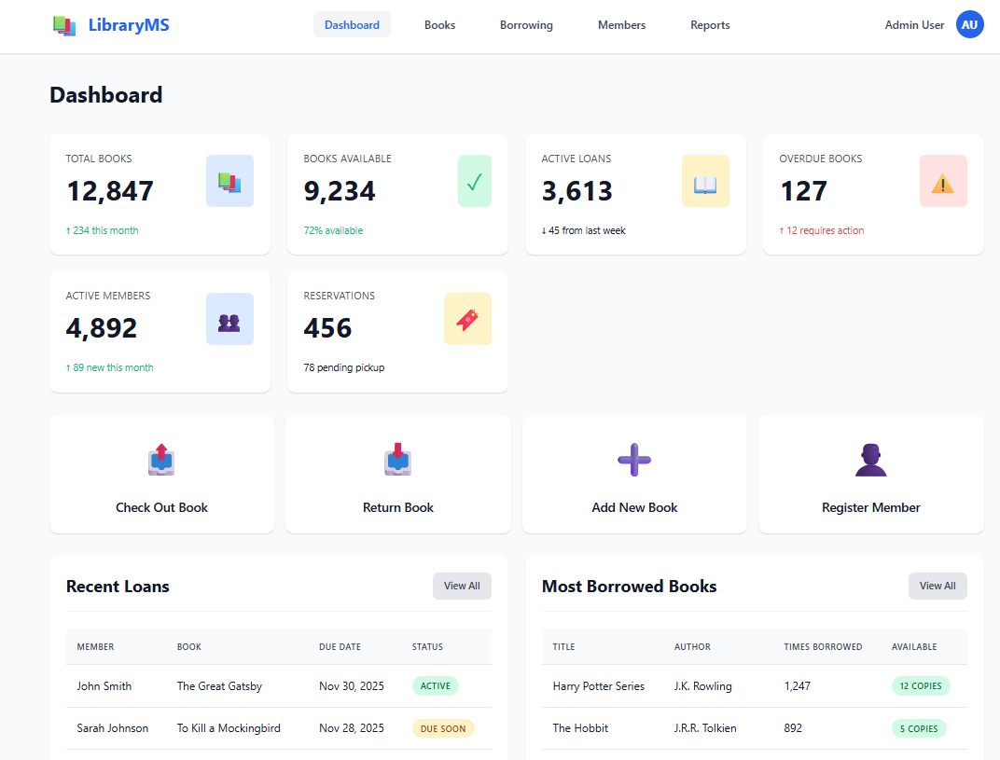 LibraryMS
Dashboard Books Borrowing Members Reports
Admin User AU
Dashboard
TOTAL BOOKS
12,847
↑ 234 this month
BOOKS AVAILABLE
9,234
72% available
ACTIVE LOANS
3,613
↓ 45 from last week
OVERDUE BOOKS
127
↑ 12 requires action
ACTIVE MEMBERS
4,892
↑ 89 new this month
RESERVATIONS
456
78 pending pickup
Check Out Book
Return Book
Add New Book
Register Member
Recent Loans View All
MEMBER BOOK DUE DATE STATUS
John Smith The Great Gatsby Nov 30, 2025 ACTIVE
Sarah Johnson To Kill a Mockingbird Nov 28, 2025 DUE SOON
Most Borrowed Books View All
TITLE AUTHOR TIMES BORROWED AVAILABLE
Harry Potter Series J.K. Rowling 1,247 12 COPIES
The Hobbit J.R.R. Tolkien 892 5 COPIES